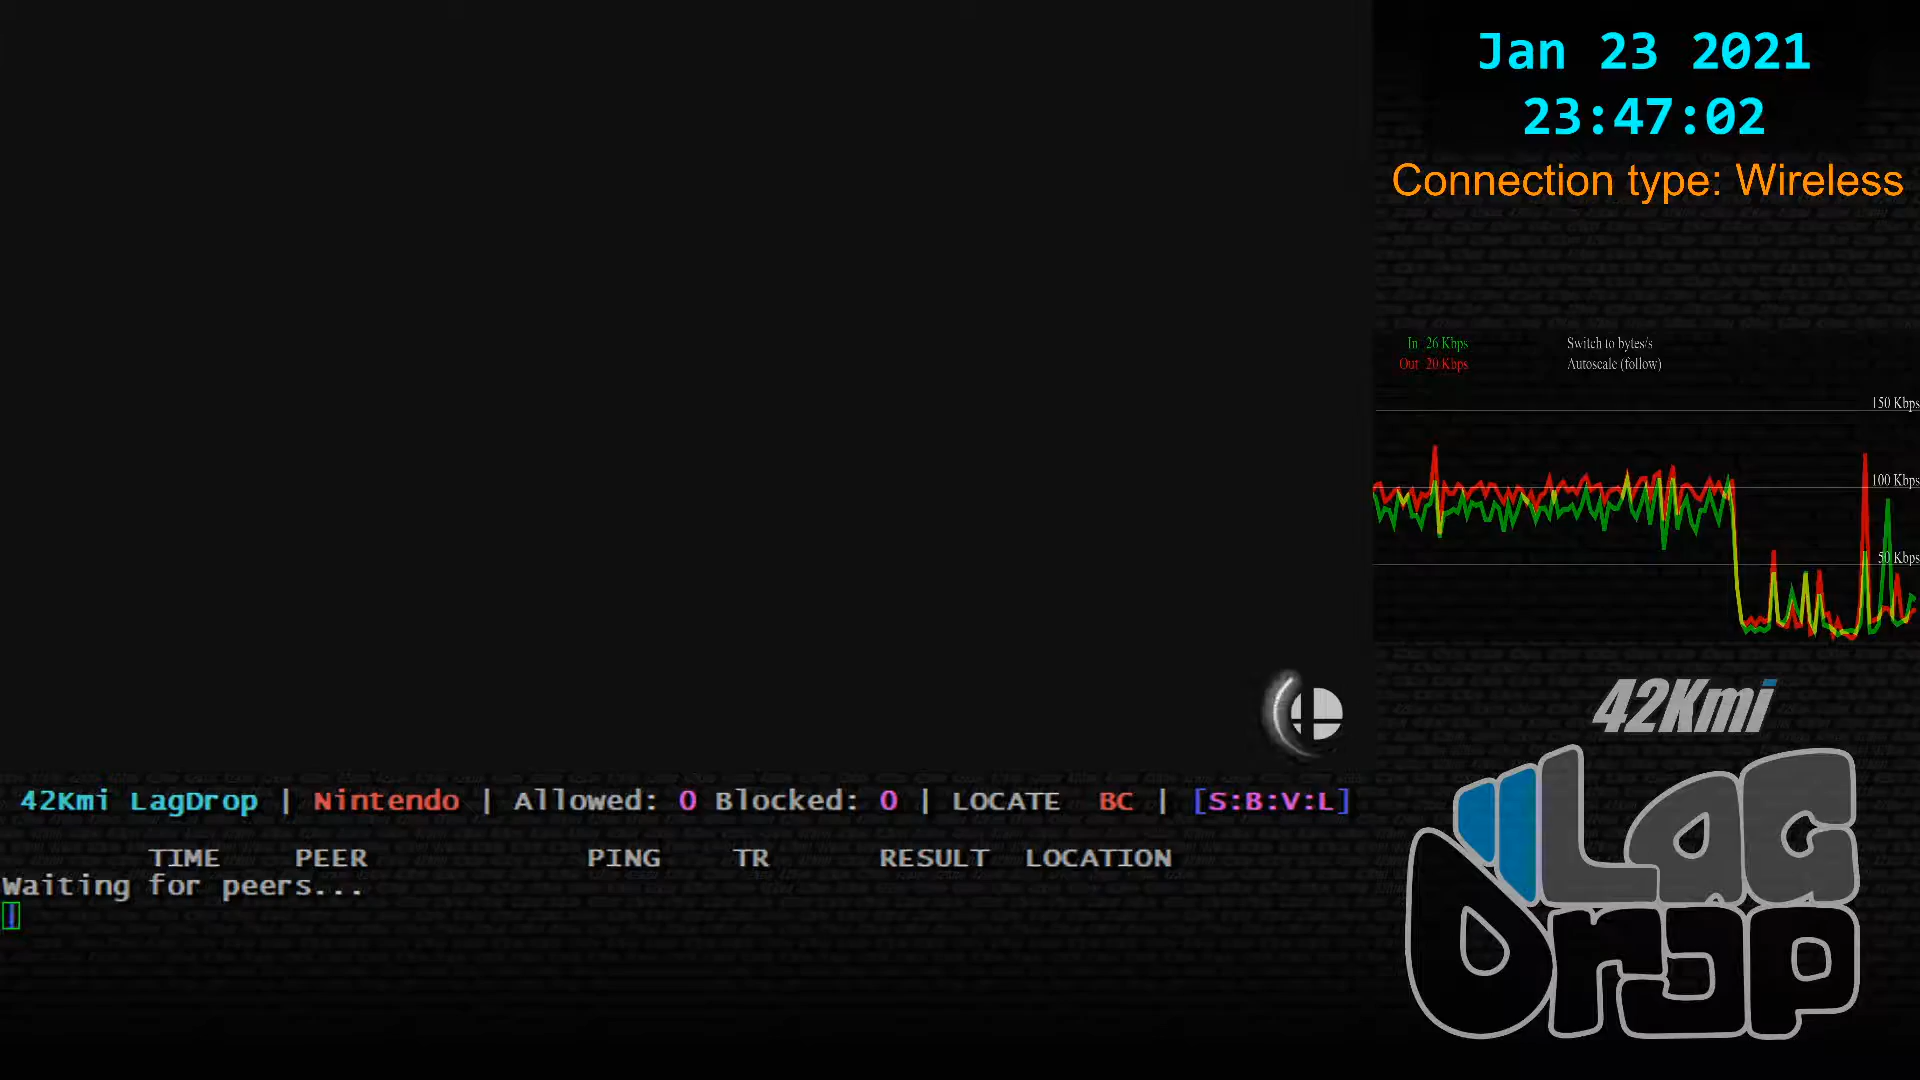 Jan 23 2021
23:47:02
Connection type: Wireless
In 26 Kbps
Switch to bytes/s
Out 20 Kbps
Autoscale (follow)
150 Kbps
100 Kbps
50 Kbps
42Kmi
LagDrop
42Kmi LagDrop | Nintendo | Allowed: 0 Blocked: 0 | LOCATE BC | [S:B:V:L]
TIME PEER PING TR RESULT LOCATION
Waiting for peers...